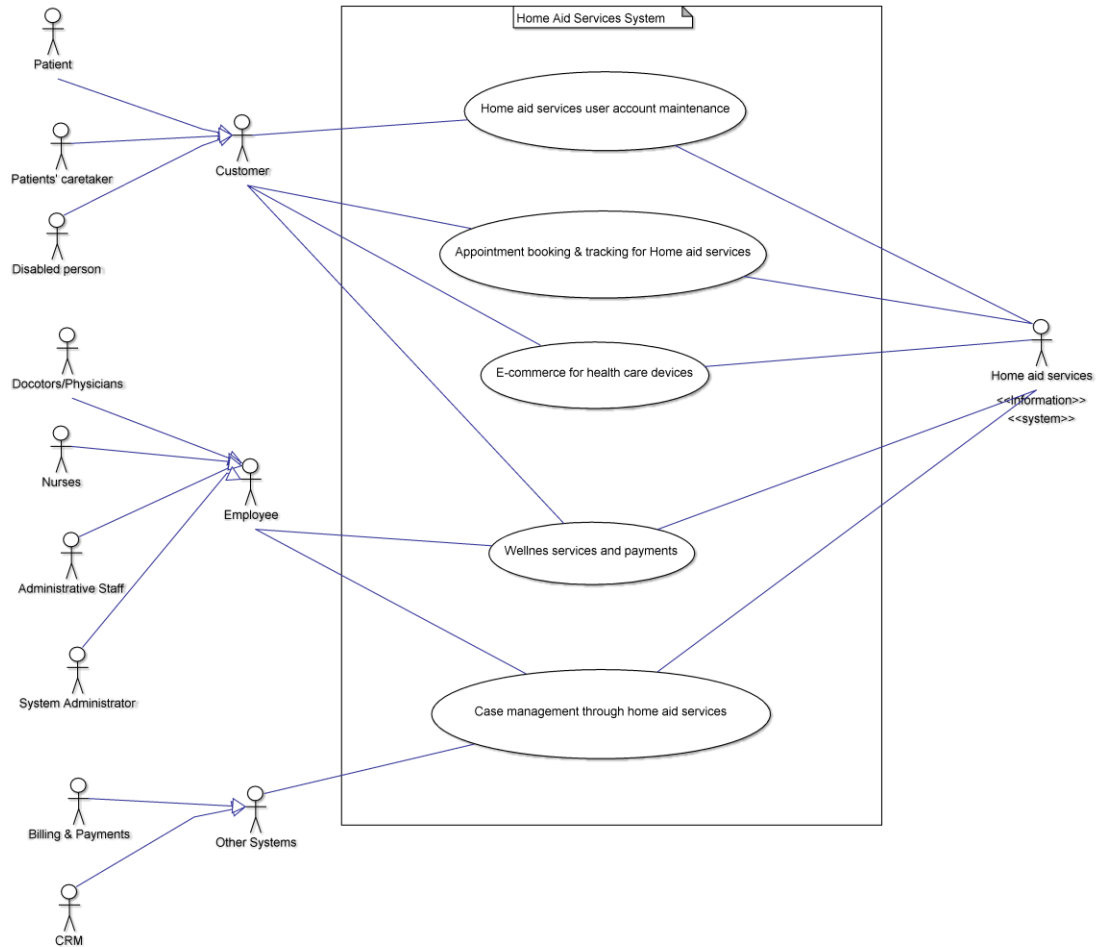 Home Aid Services System
Patient
Home aid services user account maintenance
Patients' caretaker
Customer
Disabled person
Appointment booking & tracking for Home aid services
Docotors/Physicians
E-commerce for health care devices
Home aid services
<<Information>>
<<system>>
Nurses
Employee
Wellnes services and payments
Administrative Staff
System Administrator
Case management through home aid services
Billing & Payments
Other Systems
CRM